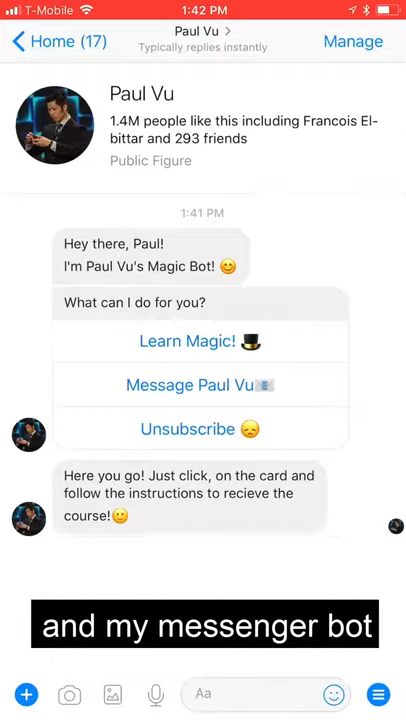 T-Mobile 1:42 PM
Home (17) Paul Vu Manage
Typically replies instantly
Paul Vu
1.4M people like this including Francois El-
bittar and 293 friends
Public Figure
1:41 PM
Hey there, Paul!
I'm Paul Vu's Magic Bot! 😊
What can I do for you?
Learn Magic! 🎩
Message Paul Vu📧
Unsubscribe 😞
Here you go! Just click, on the card and
follow the instructions to recieve the
course!🙂
and my messenger bot
Aa